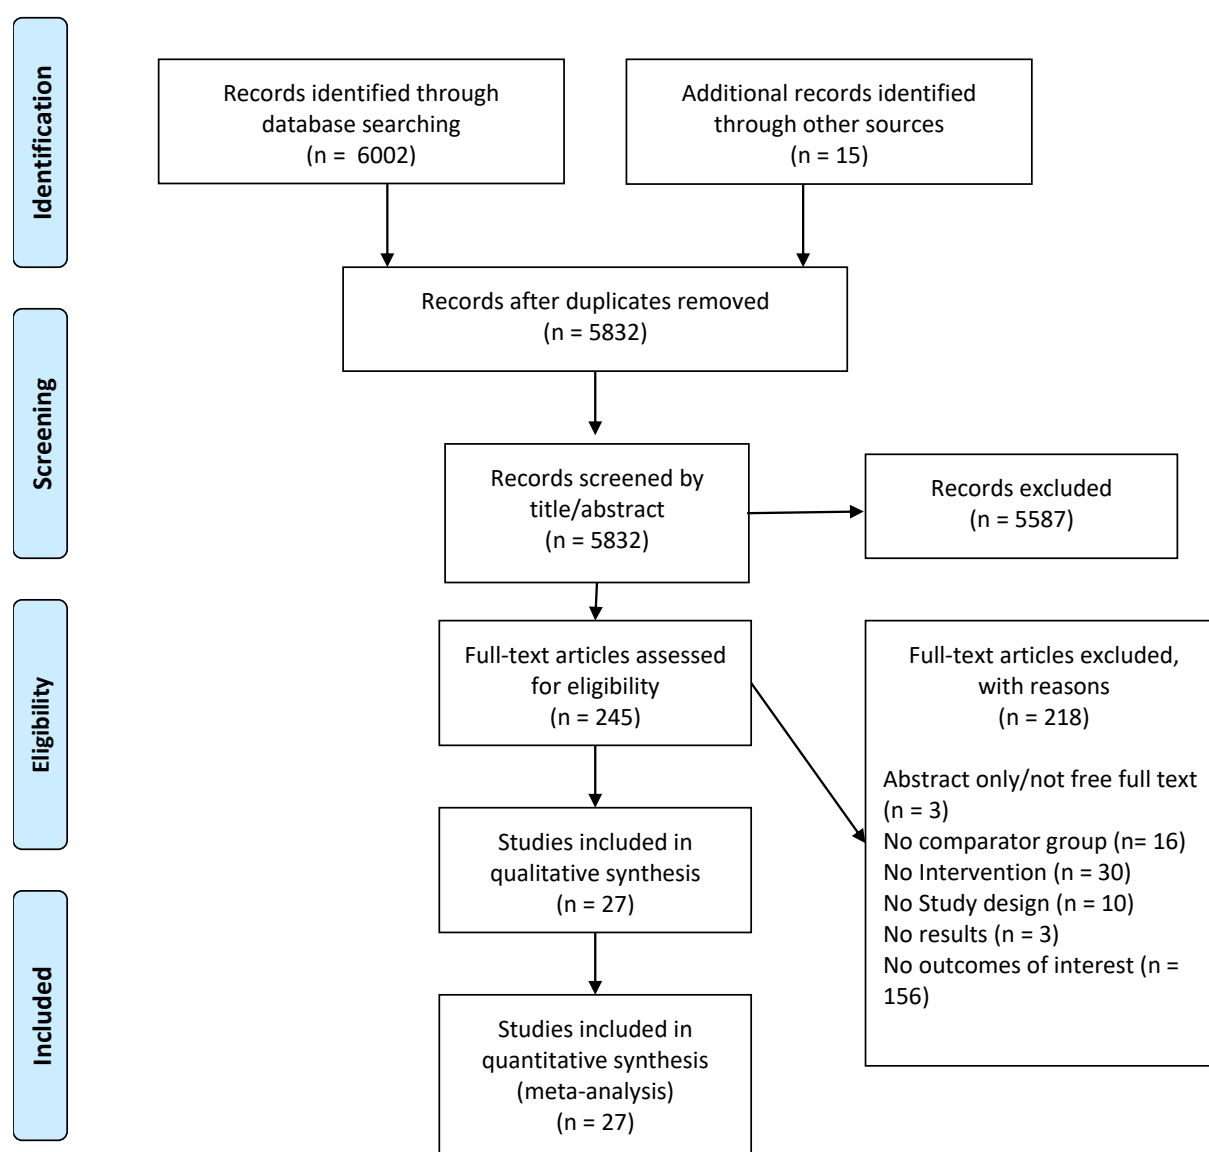 Identification
Records identified through
database searching
(n =  6002)
Additional records identified
through other sources
(n = 15)
Records after duplicates removed
(n = 5832)
Screening
Records screened by
title/abstract
(n = 5832)
Records excluded
(n = 5587)
Eligibility
Full-text articles assessed
for eligibility
(n = 245)
Full-text articles excluded,
with reasons
(n = 218)
Abstract only/not free full text
(n = 3)
No comparator group (n= 16)
No Intervention (n = 30)
No Study design (n = 10)
No results (n = 3)
No outcomes of interest (n =
156)
Studies included in
qualitative synthesis
(n = 27)
Included
Studies included in
quantitative synthesis
(meta-analysis)
(n = 27)